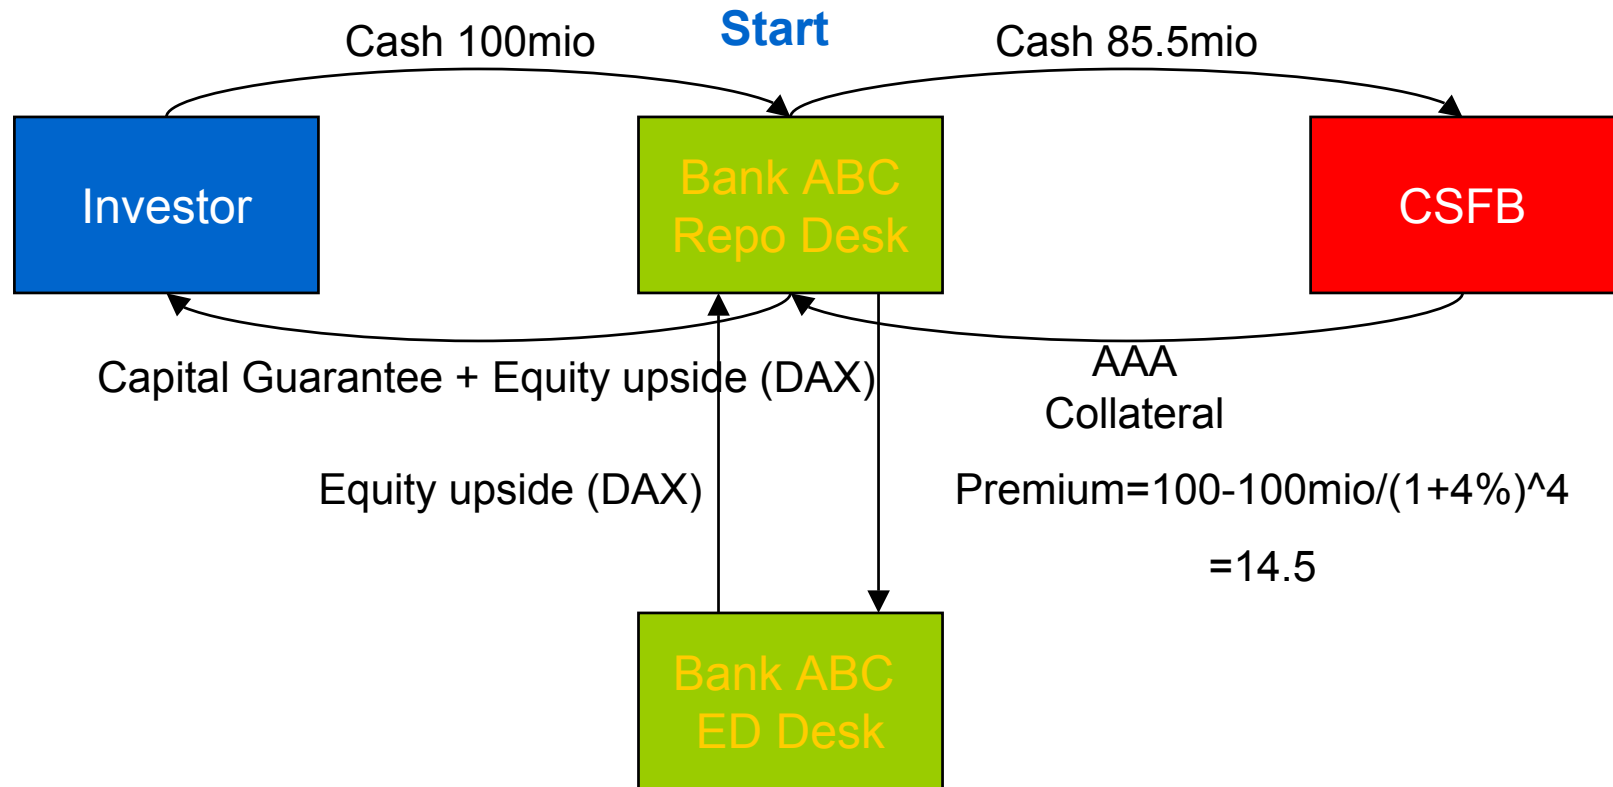 Start
Cash 100mio
Cash 85.5mio
Investor
Bank ABC
Repo Desk
CSFB
Capital Guarantee + Equity upside (DAX)
AAA
Collateral
Equity upside (DAX)
Premium=100-100mio/(1+4%)^4
=14.5
Bank ABC
ED Desk